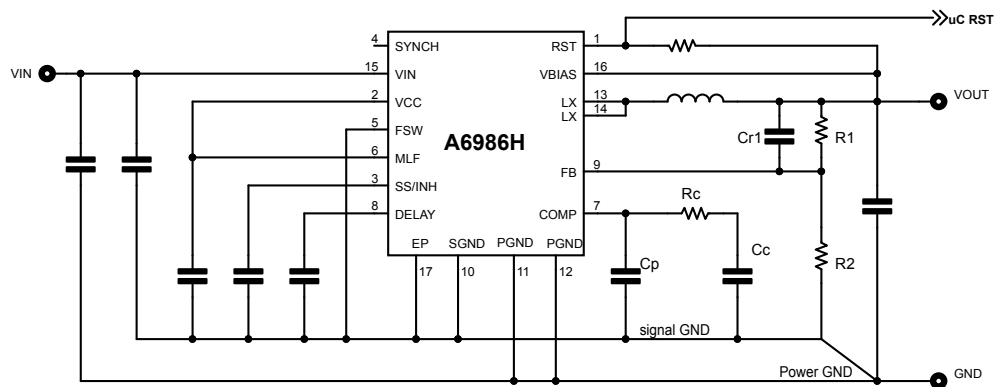 uC RST
4 SYNCH RST 1
VIN 15 VIN VBIAS 16
2 VCC LX 13 VOUT
LX 14
5 FSW
A6986H Cr1 R1
6 MLF
FB 9
3 SS/INH
Rc
8 DELAY COMP 7
EP SGND PGND PGND
Cp Cc R2
17 10 11 12
signal GND
Power GND GND